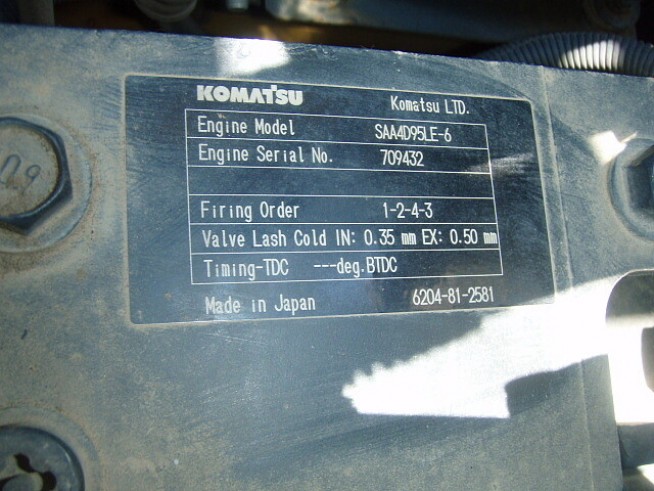 KOMATSU Komatsu LTD.
Engine Model SAA4D95LE-6
Engine Serial No. 709432
Firing Order 1-2-4-3
Valve Lash Cold IN: 0.35 mm EX: 0.50 mm
Timing-TDC ---deg.BTDC
Made in Japan 6204-81-2581
09